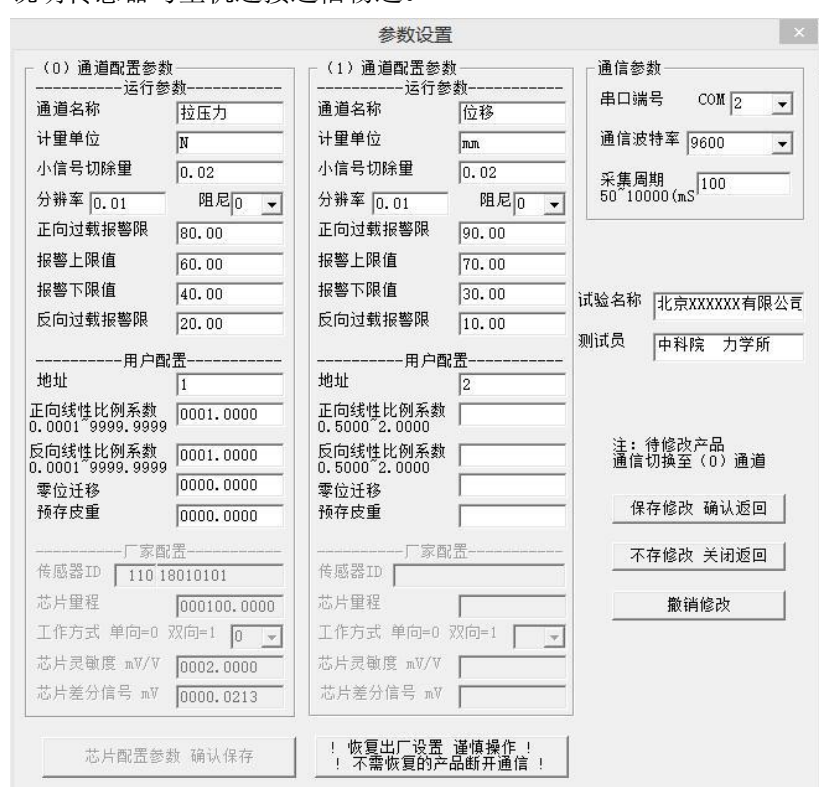 参数设置
(0)通道配置参数
----------运行参数----------
通道名称 拉压力
计量单位 N
小信号切除量 0.02
分辨率 0.01 阻尼 0
正向过载报警限 80.00
报警上限值 60.00
报警下限值 40.00
反向过载报警限 20.00
----------用户配置----------
地址 1
正向线性比例系数 0001.0000
0.0001~9999.9999
反向线性比例系数 0001.0000
0.0001~9999.9999
零位迁移 0000.0000
预存皮重 0000.0000
----------厂家配置----------
传感器ID 110 18010101
芯片量程 000100.0000
工作方式 单向=0 双向=1 0
芯片灵敏度 mV/V 0002.0000
芯片差分信号 mV 0000.0213
芯片配置参数 确认保存
(1)通道配置参数
----------运行参数----------
通道名称 位移
计量单位 mm
小信号切除量 0.02
分辨率 0.01 阻尼 0
正向过载报警限 90.00
报警上限值 70.00
报警下限值 30.00
反向过载报警限 10.00
----------用户配置----------
地址 2
正向线性比例系数
0.5000~2.0000
反向线性比例系数
0.5000~2.0000
零位迁移
预存皮重
----------厂家配置----------
传感器ID
芯片量程
工作方式 单向=0 双向=1
芯片灵敏度 mV/V
芯片差分信号 mV
! 恢复出厂设置 谨慎操作 !
! 不需恢复的产品断开通信 !
通信参数
串口端号 COM 2
通信波特率 9600
采集周期 100
50~10000(mS
试验名称 北京XXXXXX有限公司
测试员 中科院 力学所
注:待修改产品
通信切换至(0)通道
保存修改 确认返回
不存修改 关闭返回
撤销修改